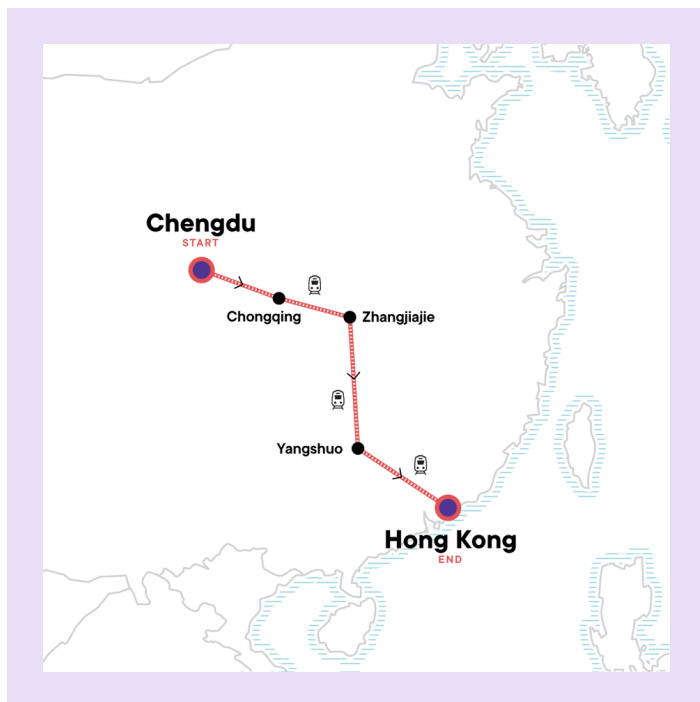 Chengdu
START
Chongqing
Zhangjiajie
Yangshuo
Hong Kong
END